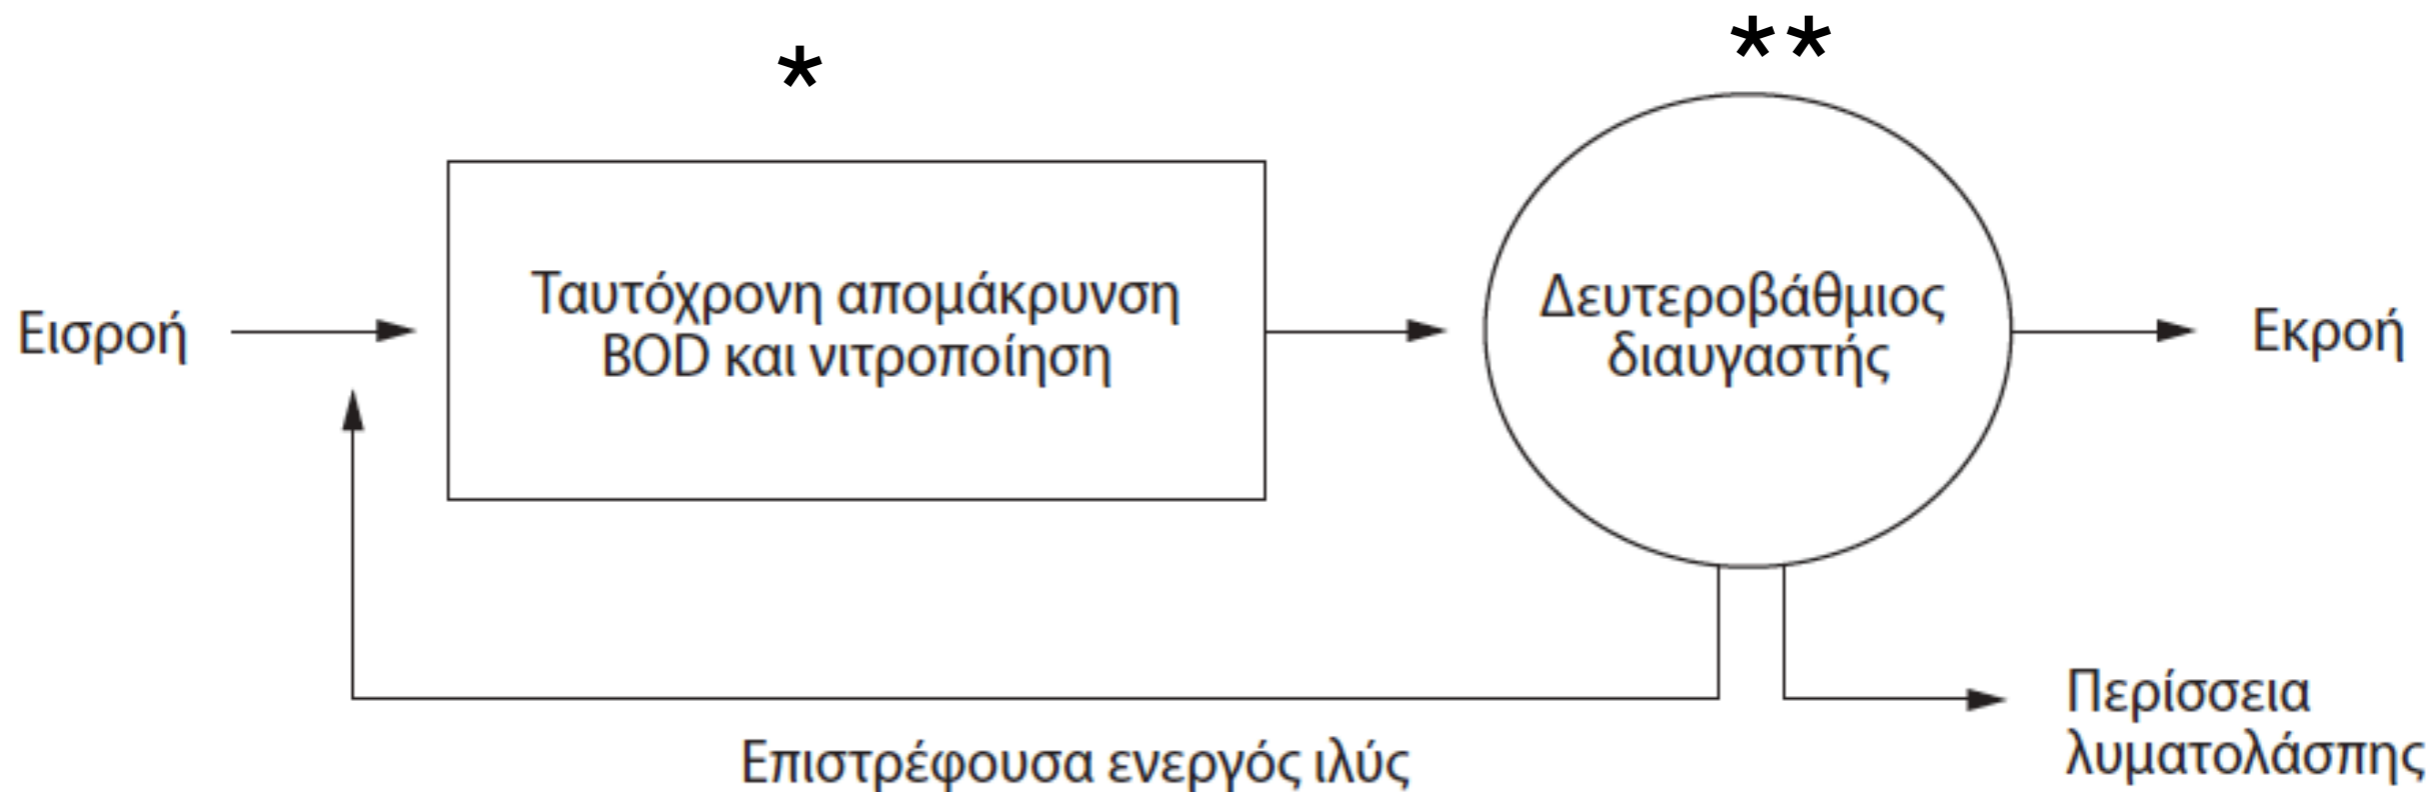 *
**
Εισροή
Ταυτόχρονη απομάκρυνση
BOD και νιτροποίηση
Δευτεροβάθμιος
διαυγαστής
Εκροή
Επιστρέφουσα ενεργός ιλύς
Περίσσεια
λυματολάσπης